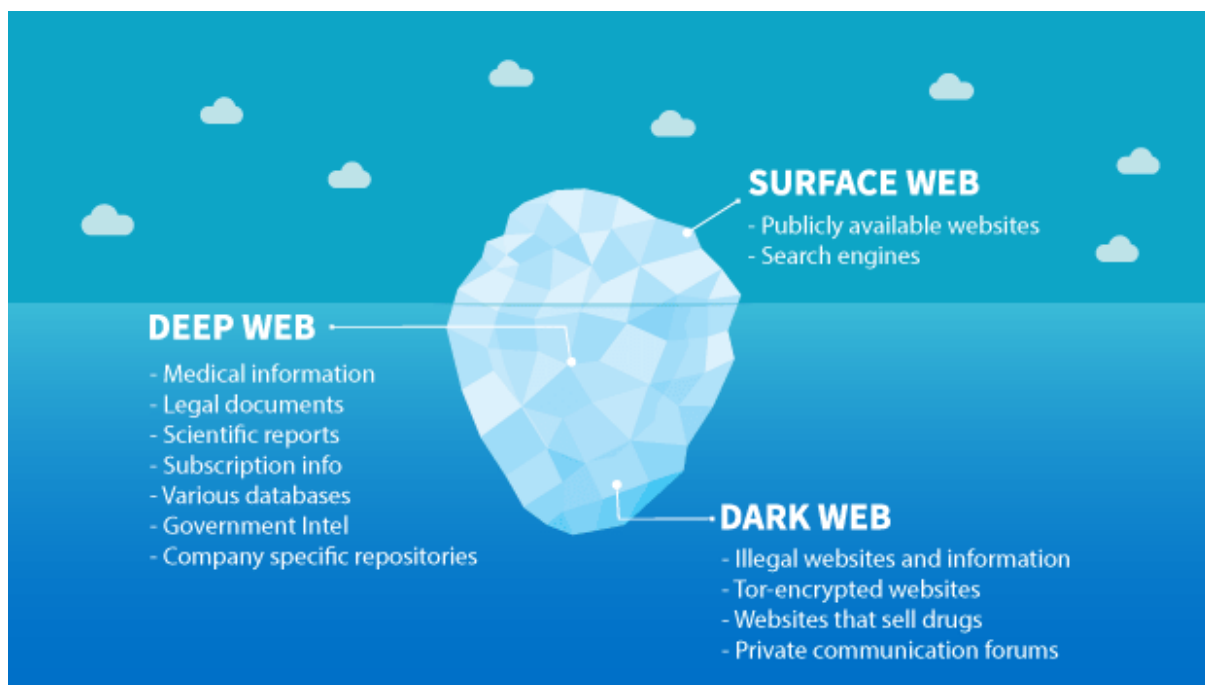 SURFACE WEB
- Publicly available websites
- Search engines
DEEP WEB
- Medical information
- Legal documents
- Scientific reports
- Subscription info
- Various databases
- Government Intel
- Company specific repositories
DARK WEB
- Illegal websites and information
- Tor-encrypted websites
- Websites that sell drugs
- Private communication forums